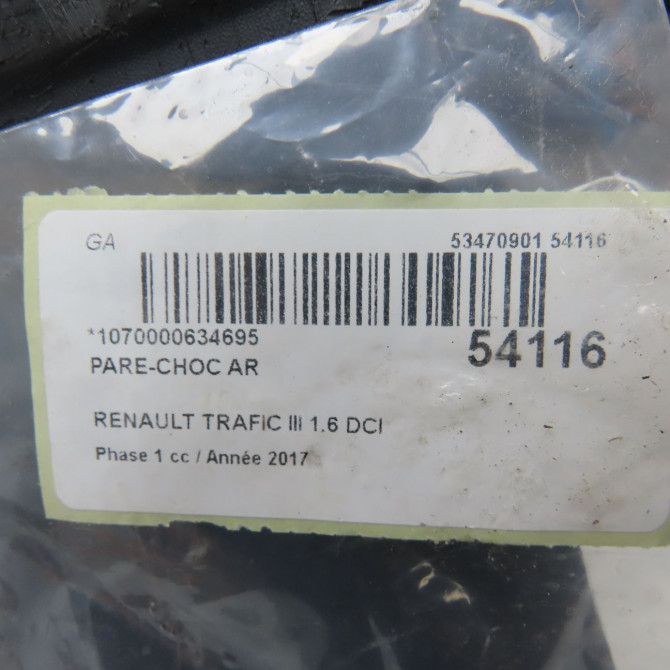 GA 53470901 54116
*1070000634695 54116
PARE-CHOC AR
RENAULT TRAFIC III 1.6 DCI
Phase 1 cc / Année 2017